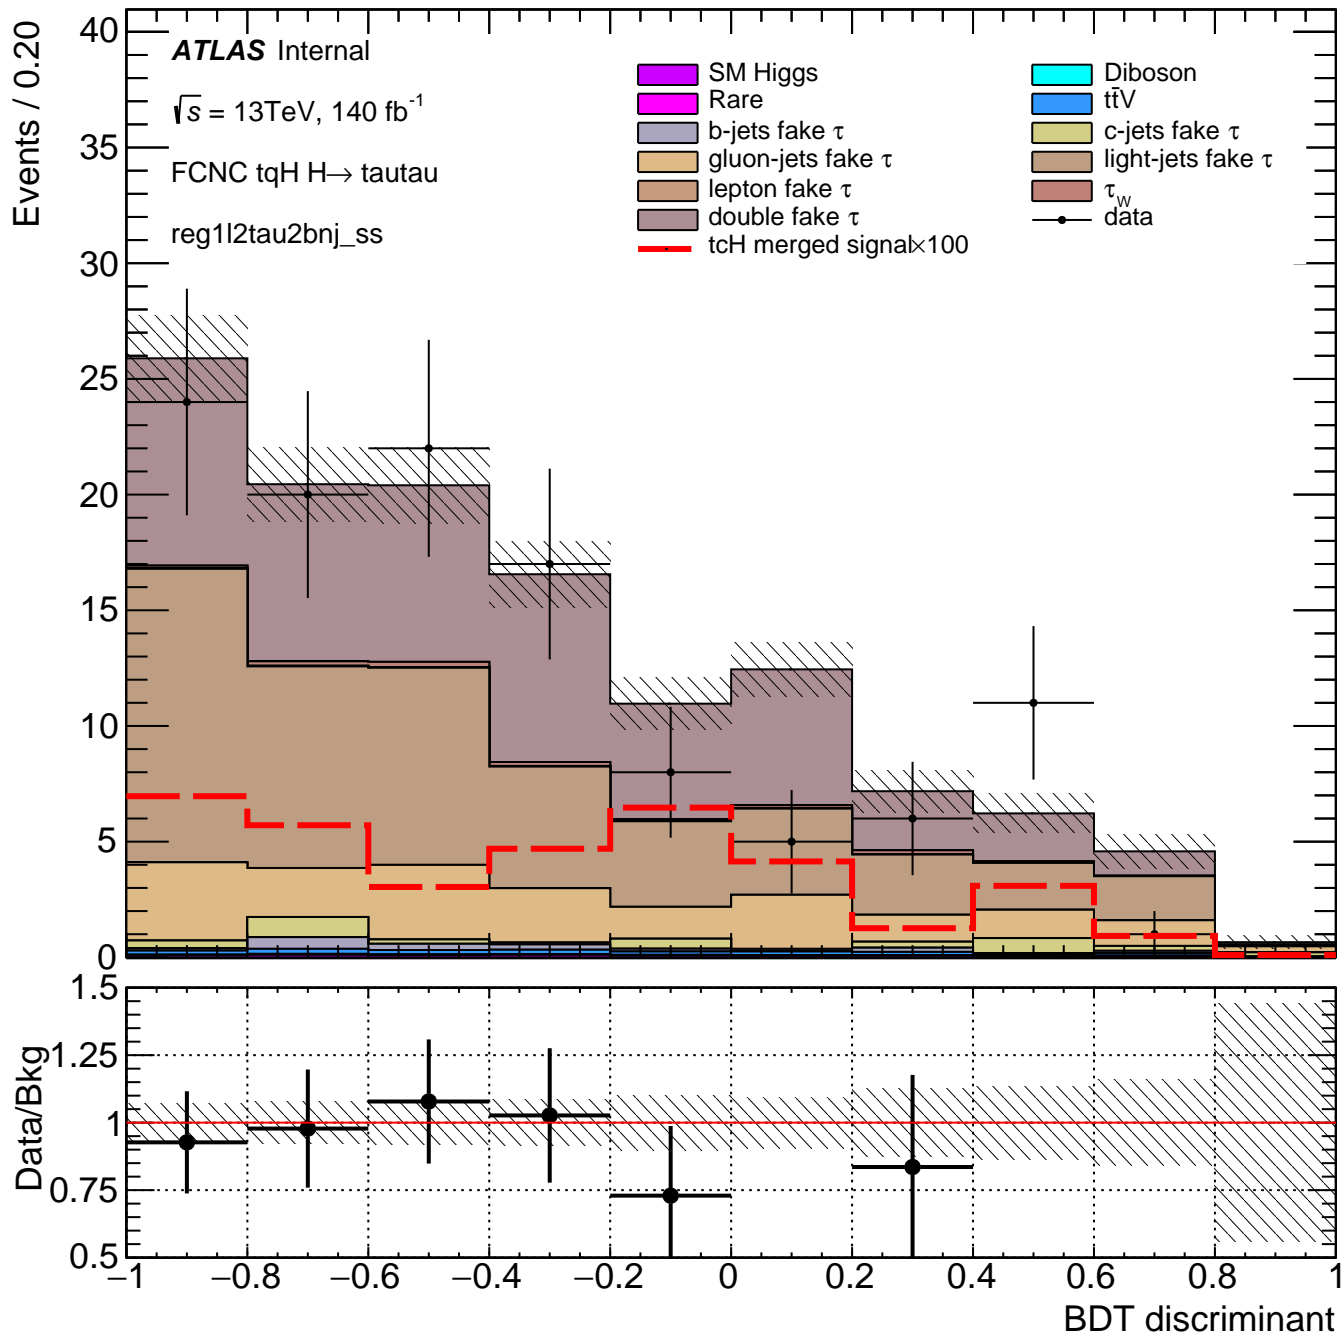 Events / 0.20
40
35
30
25
20
15
10
5
0
ATLAS Internal
√s = 13TeV, 140 fb⁻¹
FCNC tqH H→ tautau
reg1l2tau2bnj_ss
SM Higgs
Rare
b-jets fake τ
gluon-jets fake τ
lepton fake τ
double fake τ
tcH merged signal×100
Diboson
tt̄V
c-jets fake τ
light-jets fake τ
τ_W
data
Data/Bkg
1.5
1.25
1
0.75
0.5
−1 −0.8 −0.6 −0.4 −0.2 0 0.2 0.4 0.6 0.8 1
BDT discriminant